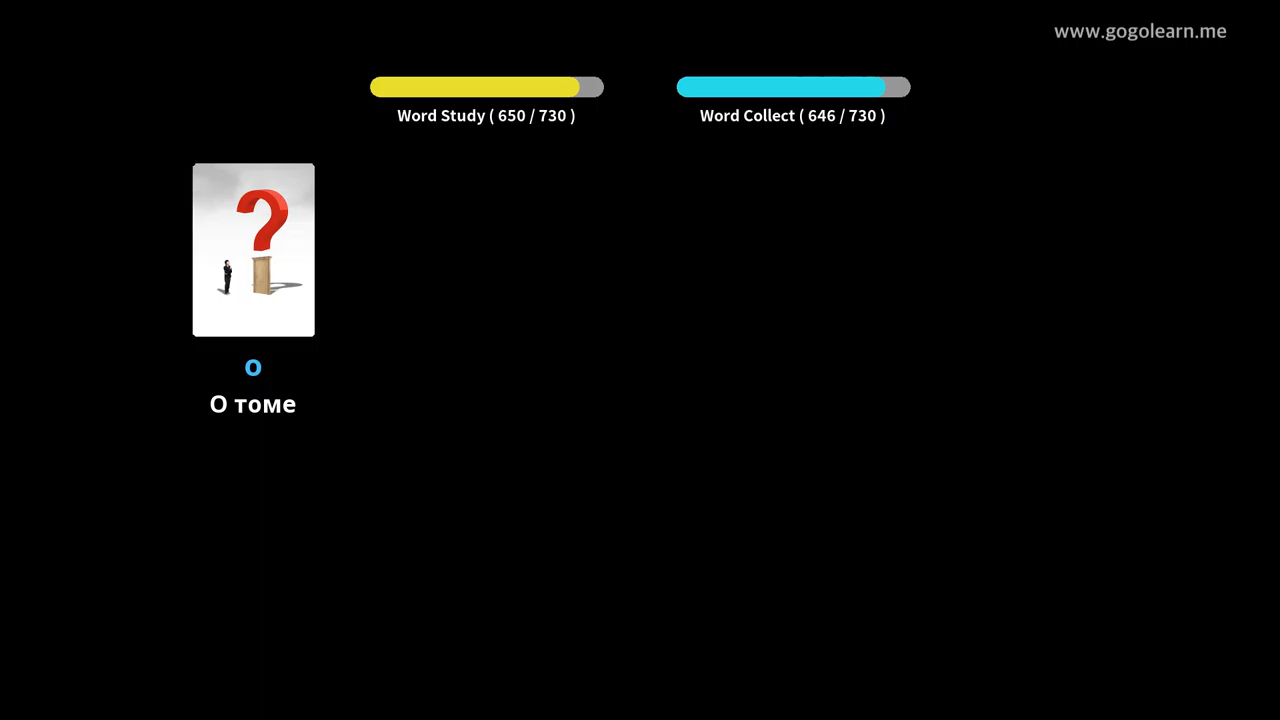 www.gogolearn.me
Word Study ( 650 / 730 )
Word Collect ( 646 / 730 )
о
О томе